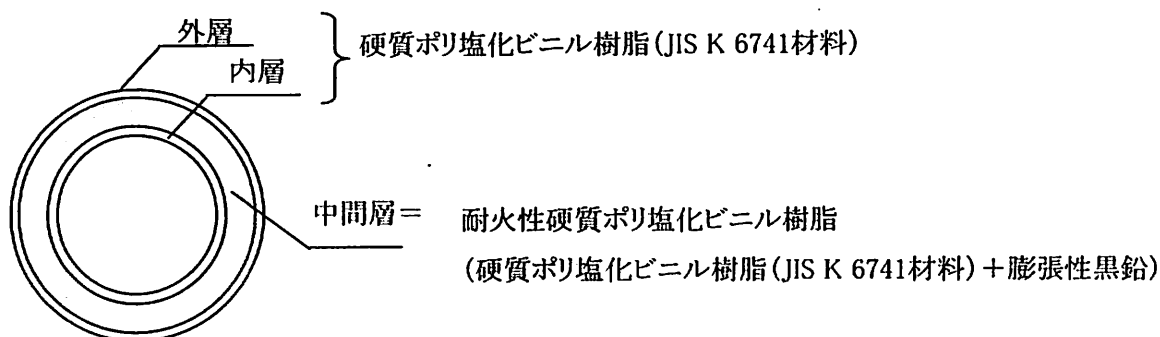 外層
内層
硬質ポリ塩化ビニル樹脂(JIS K 6741材料)
中間層＝
耐火性硬質ポリ塩化ビニル樹脂
(硬質ポリ塩化ビニル樹脂(JIS K 6741材料)＋膨張性黒鉛)